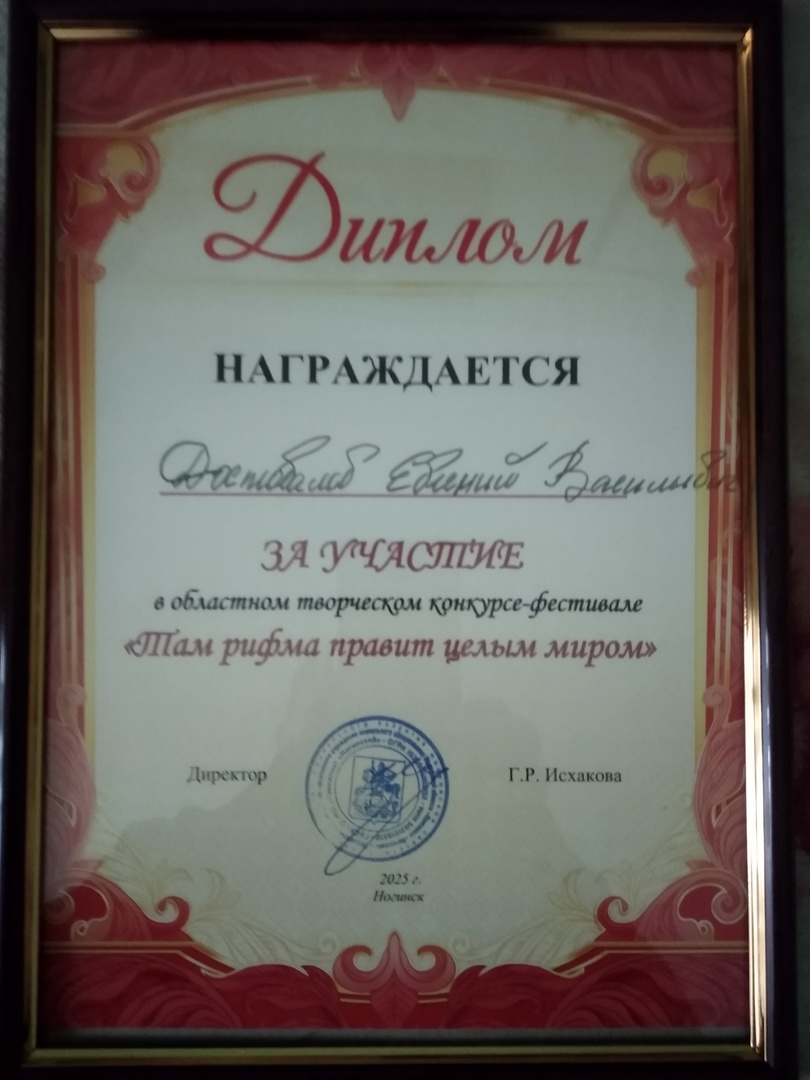 Диплом
НАГРАЖДАЕТСЯ
Достовалов Евгений Васильевич
ЗА УЧАСТИЕ
в областном творческом конкурсе-фестивале
«Там рифма правит целым миром»
Директор
Г.Р. Исхакова
2025 г.
Ногинск